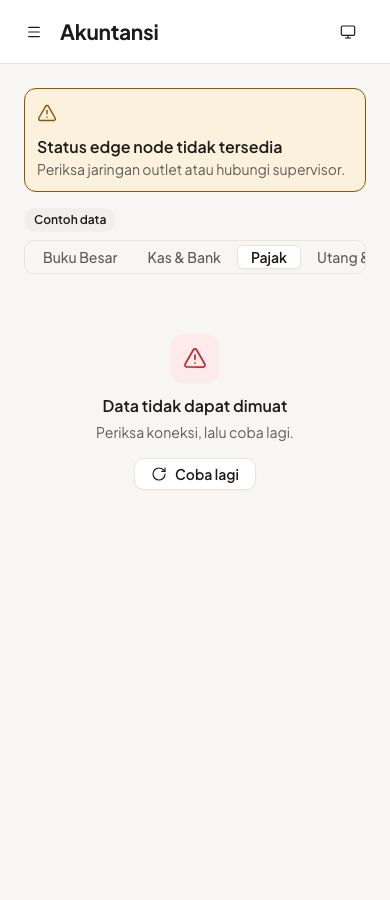 Akuntansi
Status edge node tidak tersedia
Periksa jaringan outlet atau hubungi supervisor.
Contoh data
Buku Besar Kas & Bank Pajak Utang &
Data tidak dapat dimuat
Periksa koneksi, lalu coba lagi.
Coba lagi